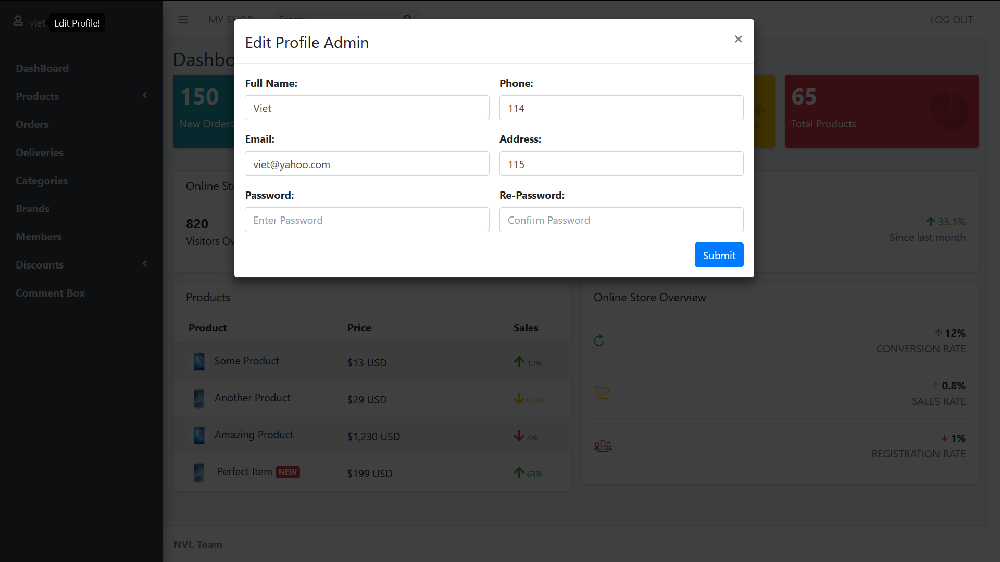 viet
Edit Profile!
MY SHOP
Search
LOG OUT
Edit Profile Admin
×
Full Name:
Phone:
Viet
114
Email:
Address:
viet@yahoo.com
115
Password:
Re-Password:
Enter Password
Confirm Password
Submit
DashBoard
Products
Orders
Deliveries
Categories
Brands
Members
Discounts
Comment Box
Dashbo
150
New Orders
65
Total Products
Online Sto
820
Visitors Ov
33.1%
Since last month
Products
Product Price Sales
Some Product $13 USD 12%
Another Product $29 USD 0.5%
Amazing Product $1,230 USD 3%
Perfect Item NEW $199 USD 63%
Online Store Overview
12%
CONVERSION RATE
0.8%
SALES RATE
1%
REGISTRATION RATE
NVL Team